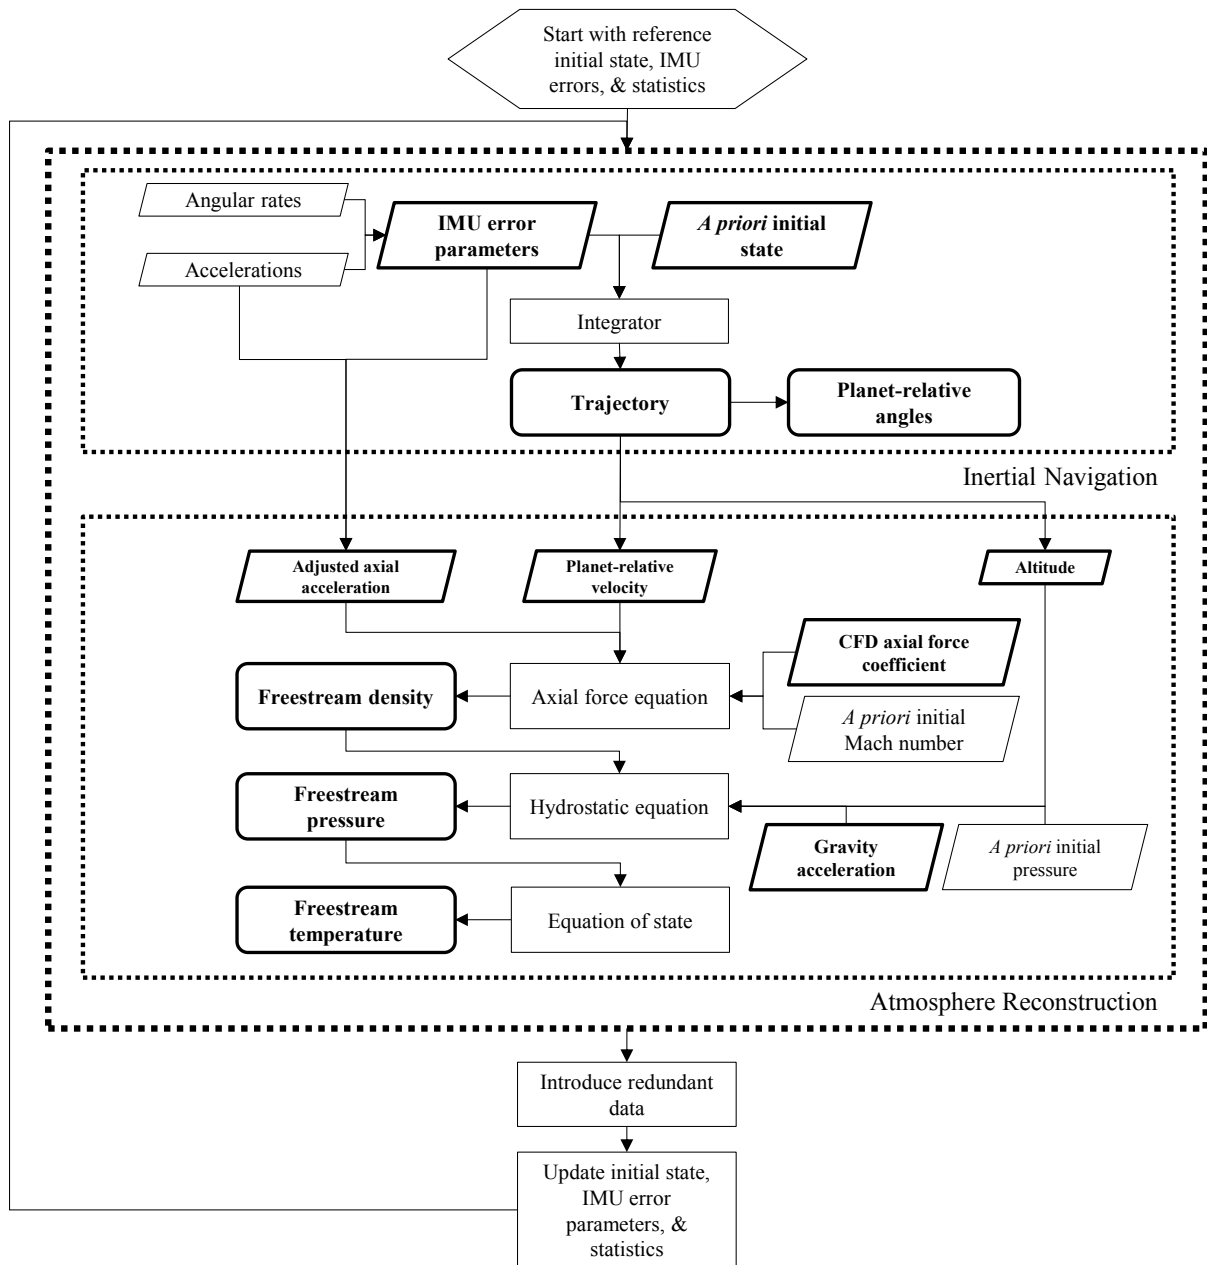 Start with reference
initial state, IMU
errors, & statistics
Angular rates
Accelerations
IMU error
parameters
A priori initial
state
Integrator
Trajectory
Planet-relative
angles
Inertial Navigation
Adjusted axial
acceleration
Planet-relative
velocity
Altitude
CFD axial force
coefficient
Freestream density
Axial force equation
A priori initial
Mach number
Freestream
pressure
Hydrostatic equation
Gravity
acceleration
A priori initial
pressure
Freestream
temperature
Equation of state
Atmosphere Reconstruction
Introduce redundant
data
Update initial state,
IMU error
parameters, &
statistics